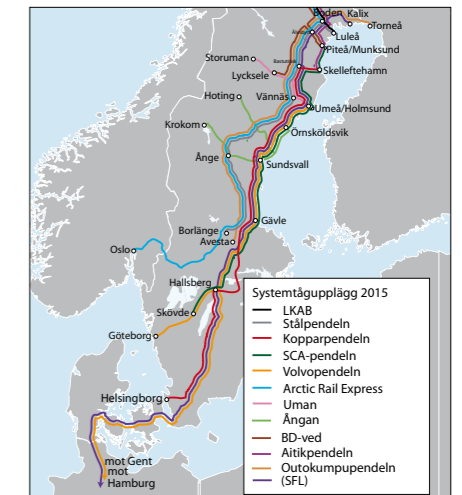 Boden Kalix
Torneå
Luleå
Älvsbyn
Piteå/Munksund
Storuman
Bastuträsk
Skelleftehamn
Lycksele
Hoting
Vännäs
Umeå/Holmsund
Krokom
Örnsköldsvik
Ånge
Sundsvall
Gävle
Borlänge
Avesta
Oslo
Hallsberg
Skövde
Göteborg
Helsingborg
mot Gent
mot
Hamburg
Systemtågupplägg 2015
LKAB
Stålpendeln
Kopparpendeln
SCA-pendeln
Volvopendeln
Arctic Rail Express
Uman
Ångan
BD-ved
Aitikpendeln
Outokumpupendeln
(SFL)